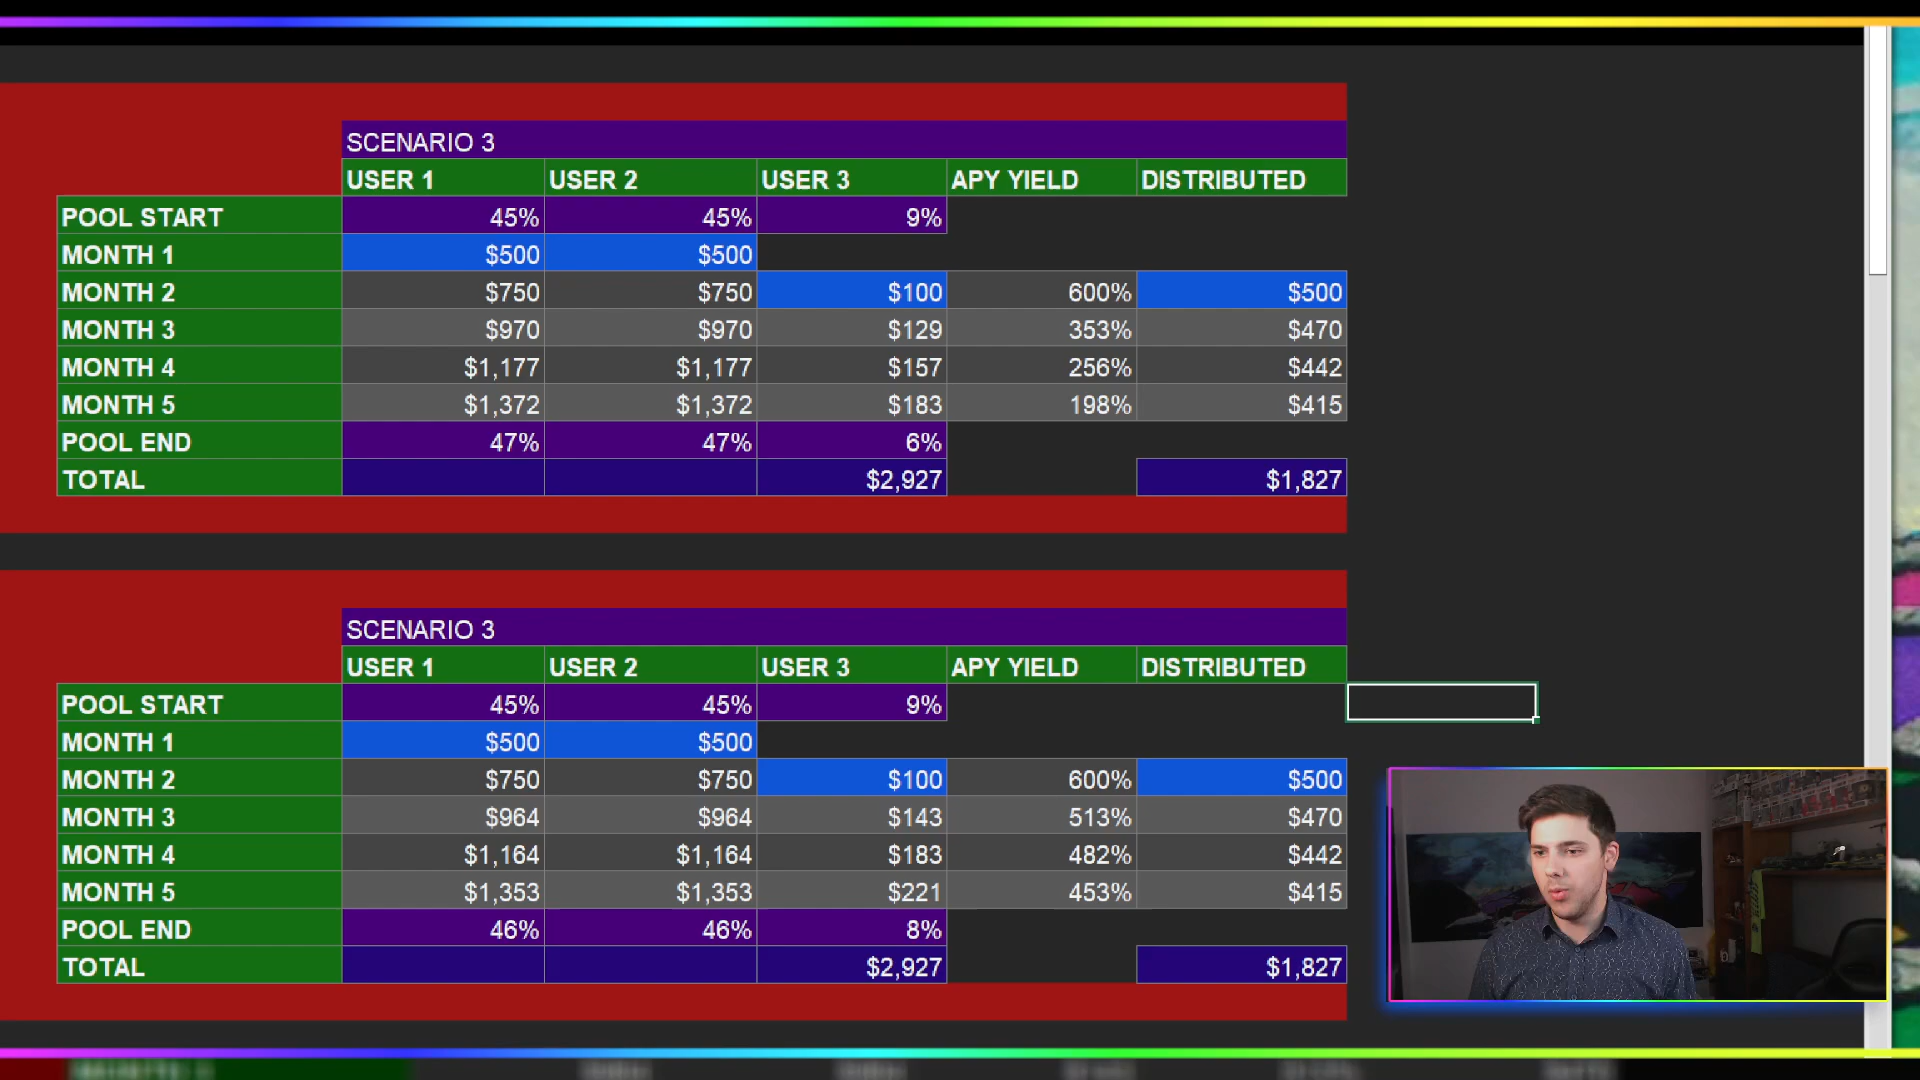 SCENARIO 3
USER 1 USER 2 USER 3 APY YIELD DISTRIBUTED
POOL START 45% 45% 9%
MONTH 1 $500 $500
MONTH 2 $750 $750 $100 600% $500
MONTH 3 $970 $970 $129 353% $470
MONTH 4 $1,177 $1,177 $157 256% $442
MONTH 5 $1,372 $1,372 $183 198% $415
POOL END 47% 47% 6%
TOTAL $2,927 $1,827
SCENARIO 3
USER 1 USER 2 USER 3 APY YIELD DISTRIBUTED
POOL START 45% 45% 9%
MONTH 1 $500 $500
MONTH 2 $750 $750 $100 600% $500
MONTH 3 $964 $964 $143 513% $470
MONTH 4 $1,164 $1,164 $183 482% $442
MONTH 5 $1,353 $1,353 $221 453% $415
POOL END 46% 46% 8%
TOTAL $2,927 $1,827